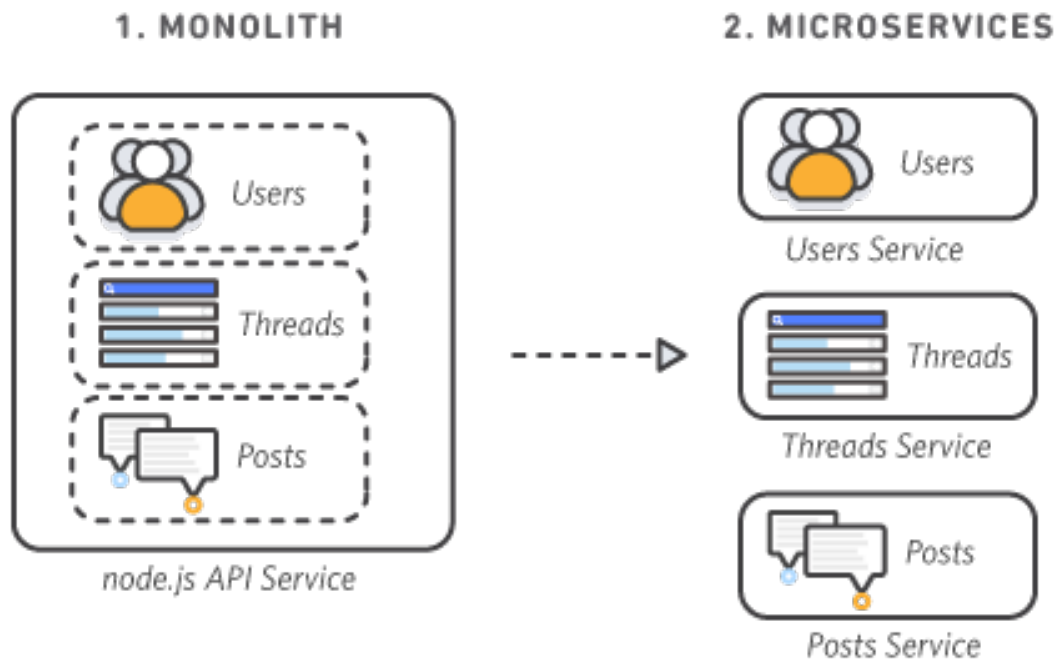 1. MONOLITH
Users
Threads
Posts
node.js API Service
2. MICROSERVICES
Users
Users Service
Threads
Threads Service
Posts
Posts Service